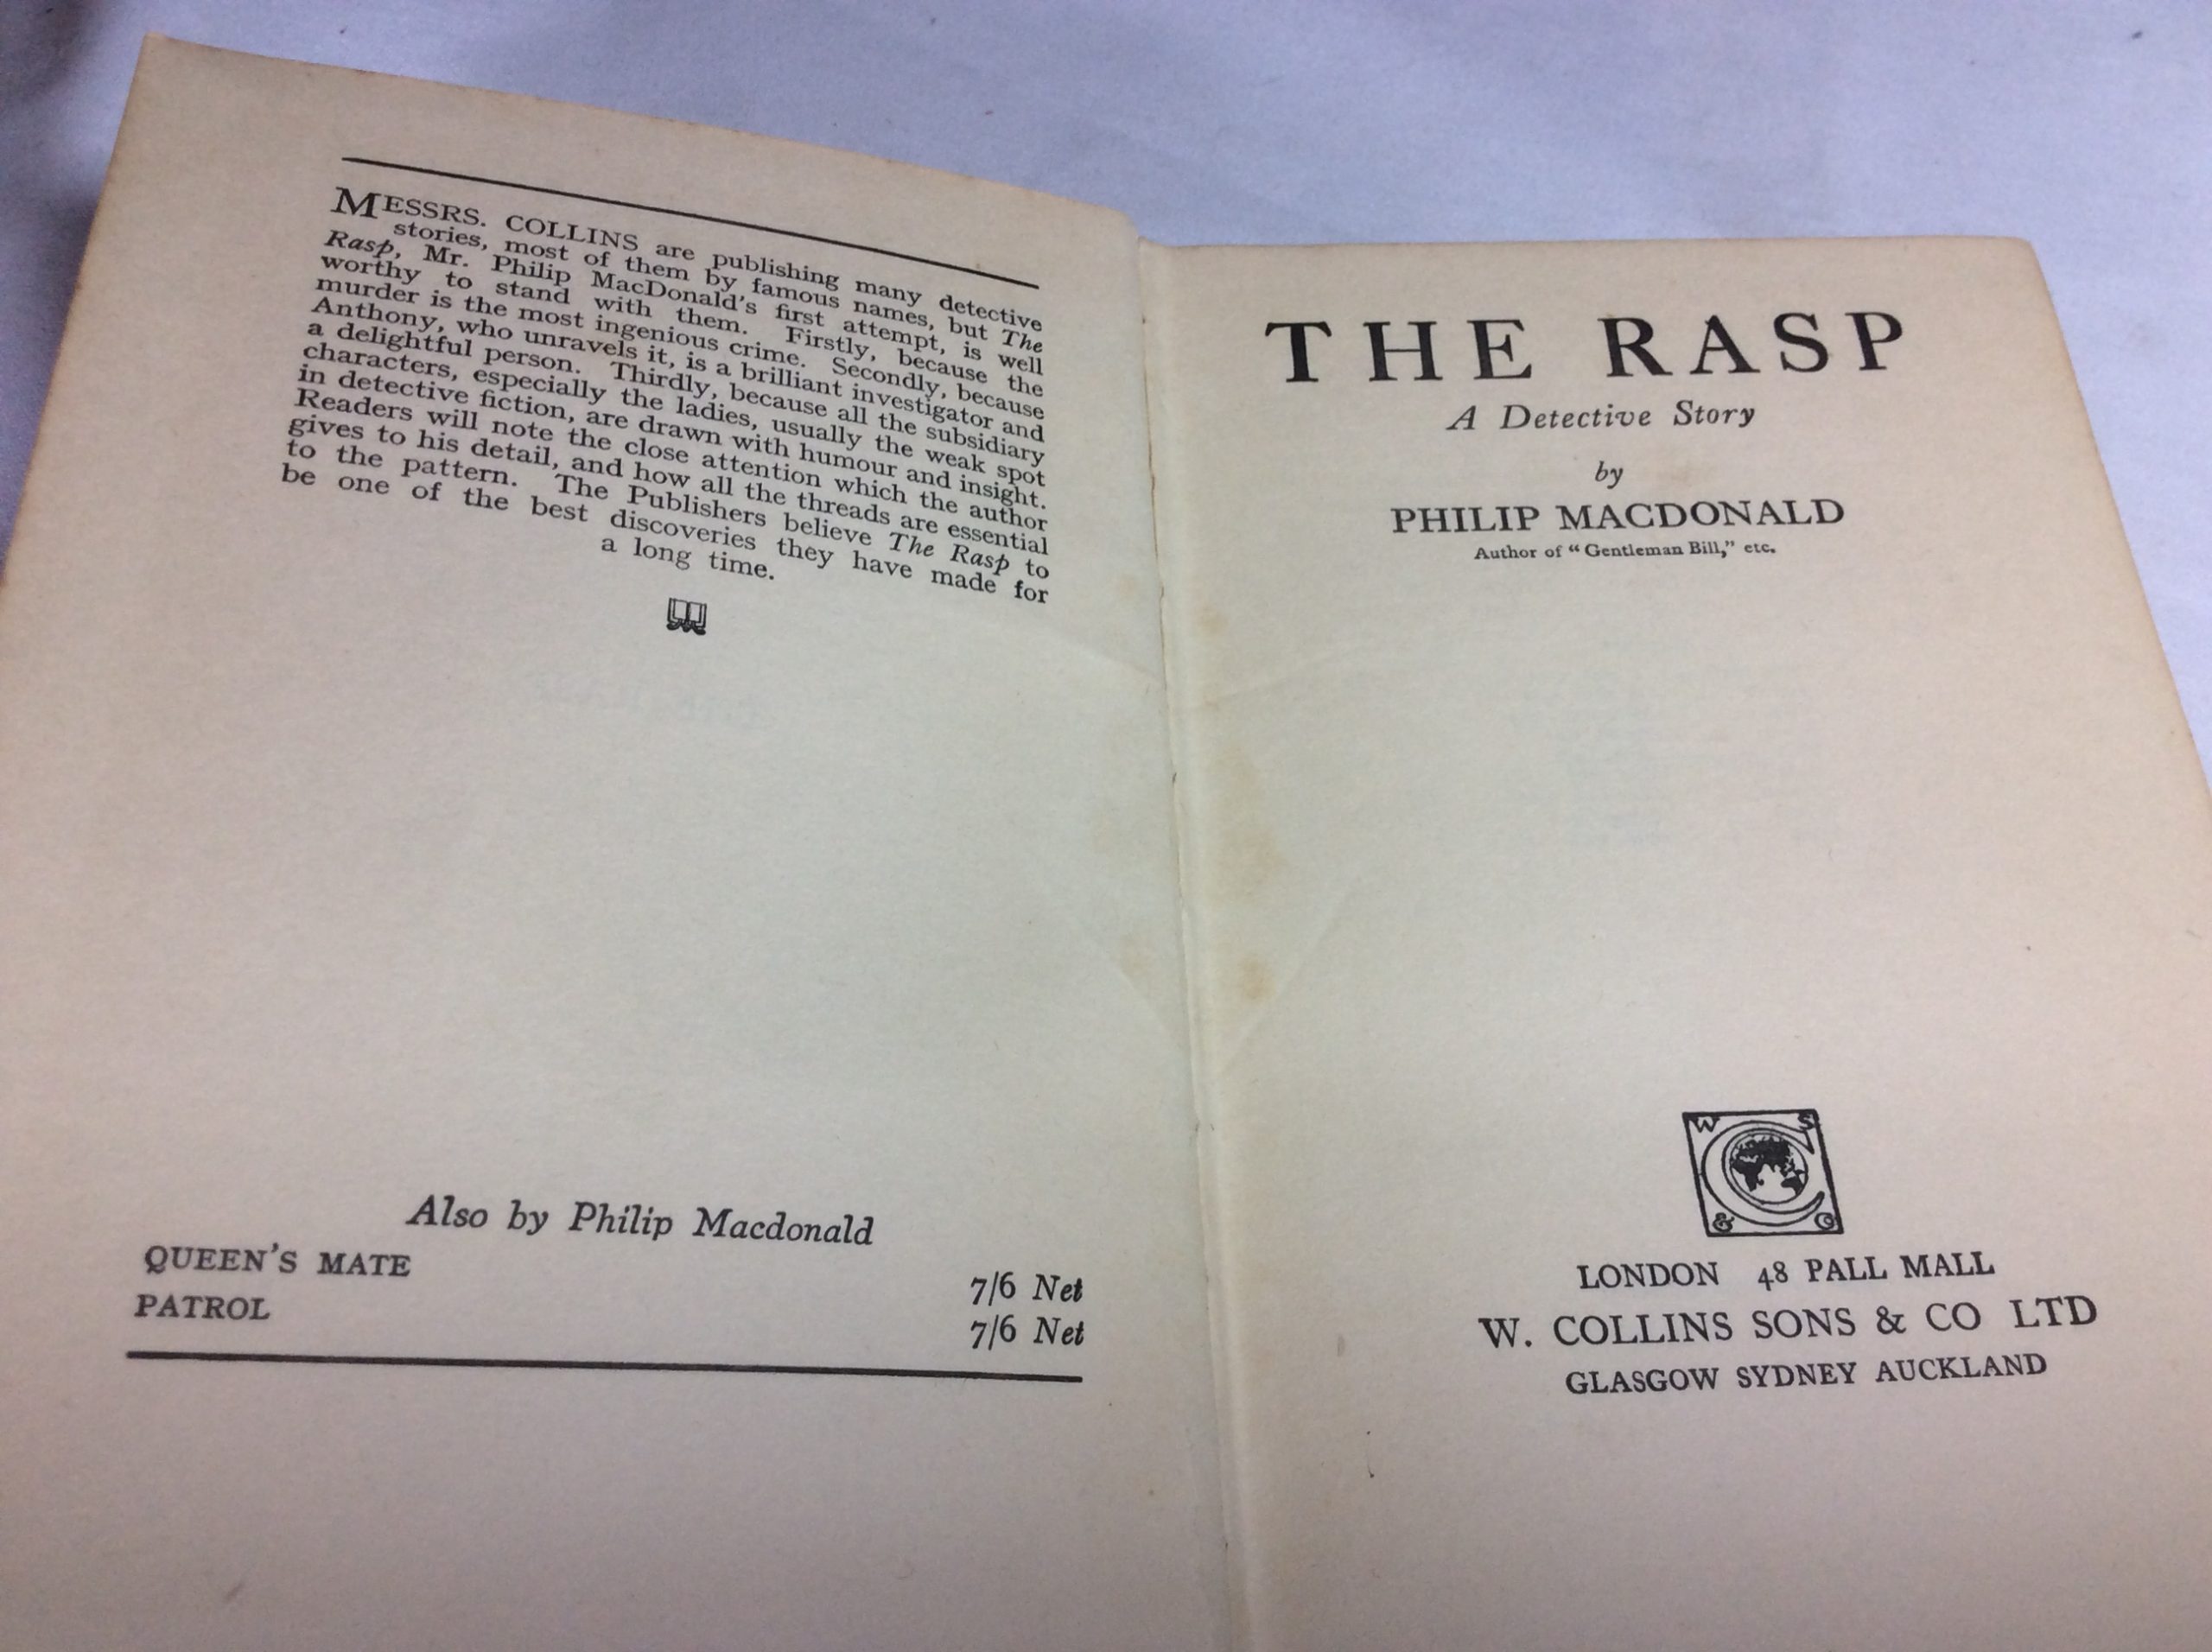 MESSRS. COLLINS are publishing many detective
stories, most of them by famous names, but The
Rasp, Mr. Philip MacDonald's first attempt, is well
worthy to stand with them. Firstly, because the
murder is the most ingenious crime. Secondly, because
Anthony, who unravels it, is a brilliant investigator and
a delightful person. Thirdly, because all the subsidiary
characters, especially the ladies, usually the weak spot
in detective fiction, are drawn with humour and insight.
Readers will note the close attention which the author
gives to his detail, and how all the threads are essential
to the pattern. The Publishers believe The Rasp to
be one of the best discoveries they have made for
a long time.
Also by Philip Macdonald
QUEEN'S MATE 7/6 Net
PATROL 7/6 Net
THE RASP
A Detective Story
by
PHILIP MACDONALD
Author of "Gentleman Bill," etc.
W S
C
& Co
LONDON 48 PALL MALL
W. COLLINS SONS & CO LTD
GLASGOW SYDNEY AUCKLAND